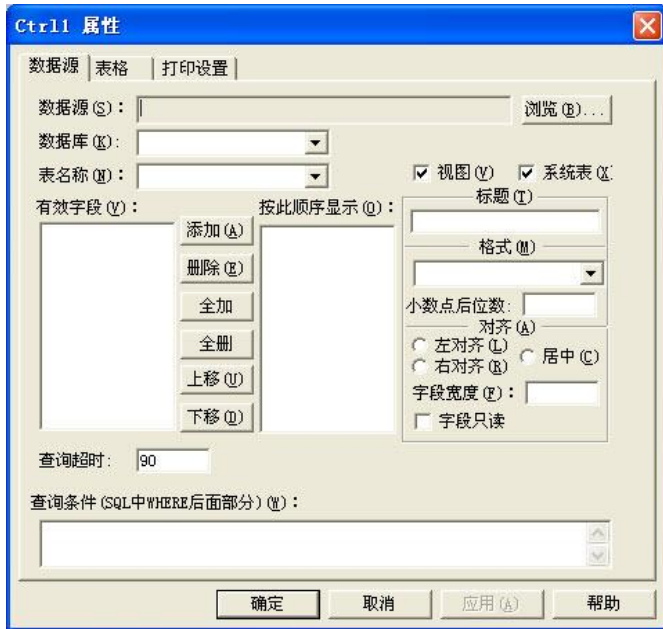 Ctrl1 属性
数据源 表格 打印设置
数据源(S)： 浏览(B)...
数据库(K)：
表名称(N)： 视图(V) 系统表(X
有效字段(V)： 按此顺序显示(O)： 标题(T)
添加(A)
格式(M)
删除(E)
全加 小数点后位数:
对齐(A)
全删 左对齐(L) 居中(C)
右对齐(R)
上移(U) 字段宽度(F)：
下移(D) 字段只读
查询超时: 90
查询条件(SQL中WHERE后面部分)(W)：
确定 取消 应用(A) 帮助